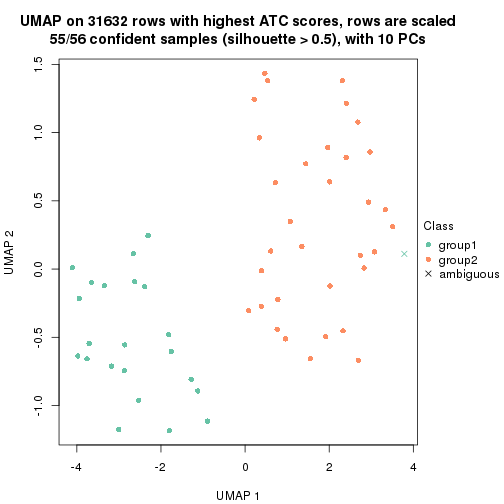 UMAP on 31632 rows with highest ATC scores, rows are scaled
55/56 confident samples (silhouette > 0.5), with 10 PCs
1.5
1.0
0.5
0.0
-0.5
-1.0
UMAP 2
-4
-2
0
2
4
UMAP 1
Class
group1
group2
ambiguous